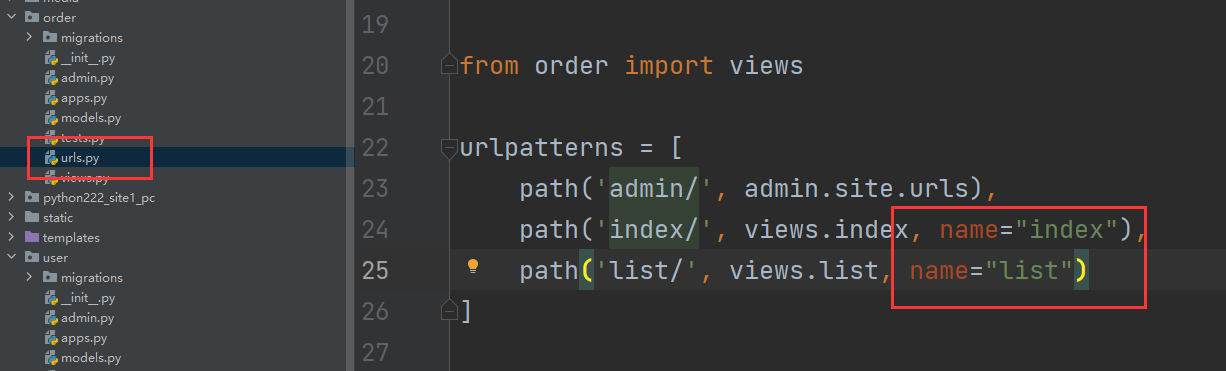 media
order
migrations
__init__.py
admin.py
apps.py
models.py
tests.py
urls.py
views.py
python222_site1_pc
static
templates
user
migrations
__init__.py
admin.py
apps.py
models.py
19
20 from order import views
21
22 urlpatterns = [
23 path('admin/', admin.site.urls),
24 path('index/', views.index, name="index"),
25 path('list/', views.list, name="list")
26 ]
27